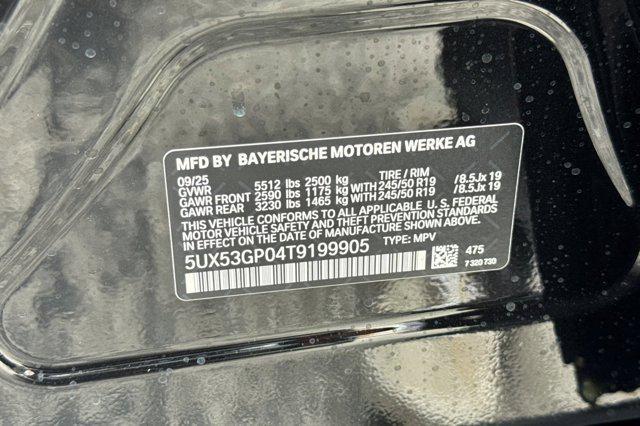 MFD BY BAYERISCHE MOTOREN WERKE AG
09/25 TIRE / RIM
GVWR 5512 lbs 2500 kg
GAWR FRONT 2590 lbs 1175 kg WITH 245/50 R19 /8.5Jx 19
GAWR REAR 3230 lbs 1465 kg WITH 245/50 R19 /8.5Jx 19
THIS VEHICLE CONFORMS TO ALL APPLICABLE U. S. FEDERAL
MOTOR VEHICLE SAFETY AND THEFT PREVENTION STANDARDS
IN EFFECT ON THE DATE OF MANUFACTURE SHOWN ABOVE.
5UX53GP04T9199905 TYPE: MPV
475
7 320 739